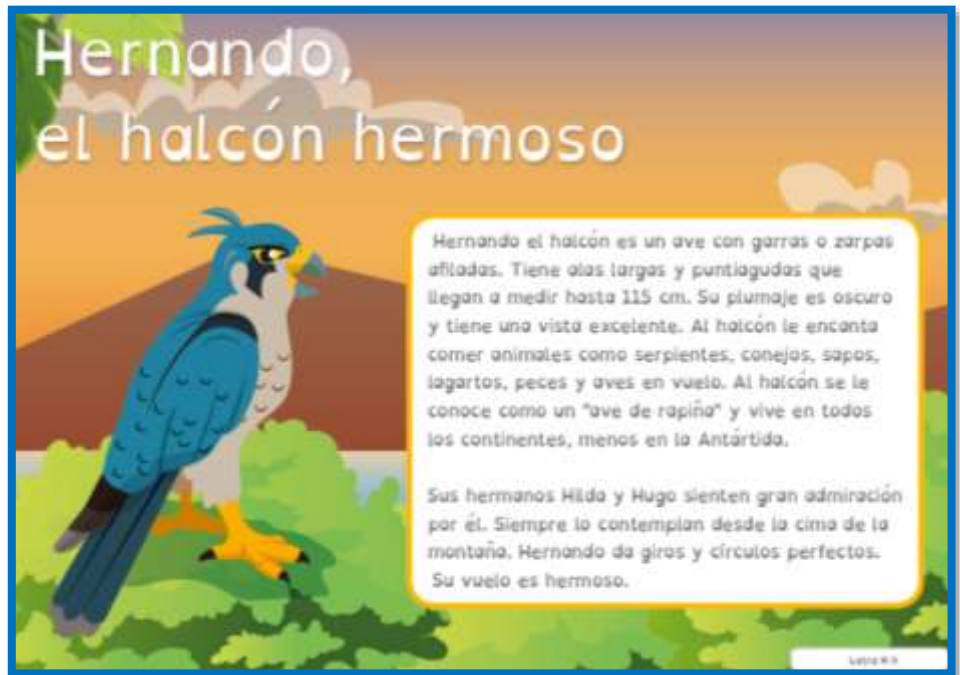 Hernando,
el halcón hermoso
Hernando el halcón es un ave con garras o zarpas
afiladas. Tiene alas largas y puntiagudas que
llegan a medir hasta 115 cm. Su plumaje es oscuro
y tiene una vista excelente. Al halcón le encanta
comer animales como serpientes, conejos, sapos,
lagartos, peces y aves en vuelo. Al halcón se le
conoce como un "ave de rapiña" y vive en todos
los continentes, menos en la Antártida.
Sus hermanos Hilda y Hugo sienten gran admiración
por él. Siempre lo contemplan desde la cima de la
montaña. Hernando da giros y círculos perfectos.
Su vuelo es hermoso.
Letra